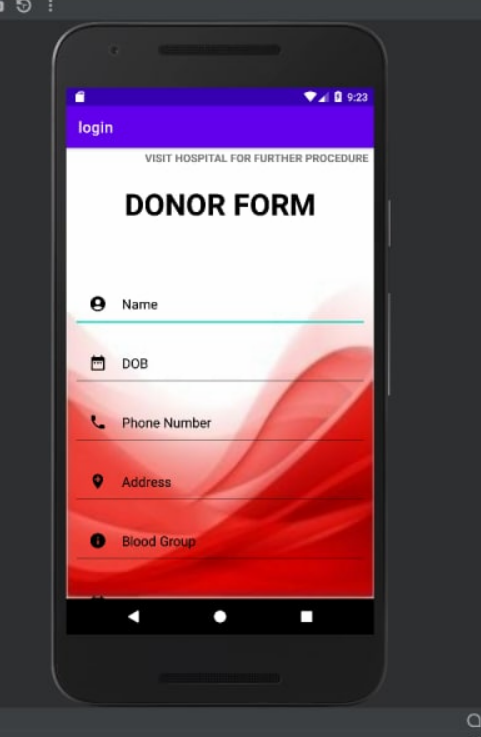 9:23
login
VISIT HOSPITAL FOR FURTHER PROCEDURE
DONOR FORM
Name
DOB
Phone Number
Address
Blood Group